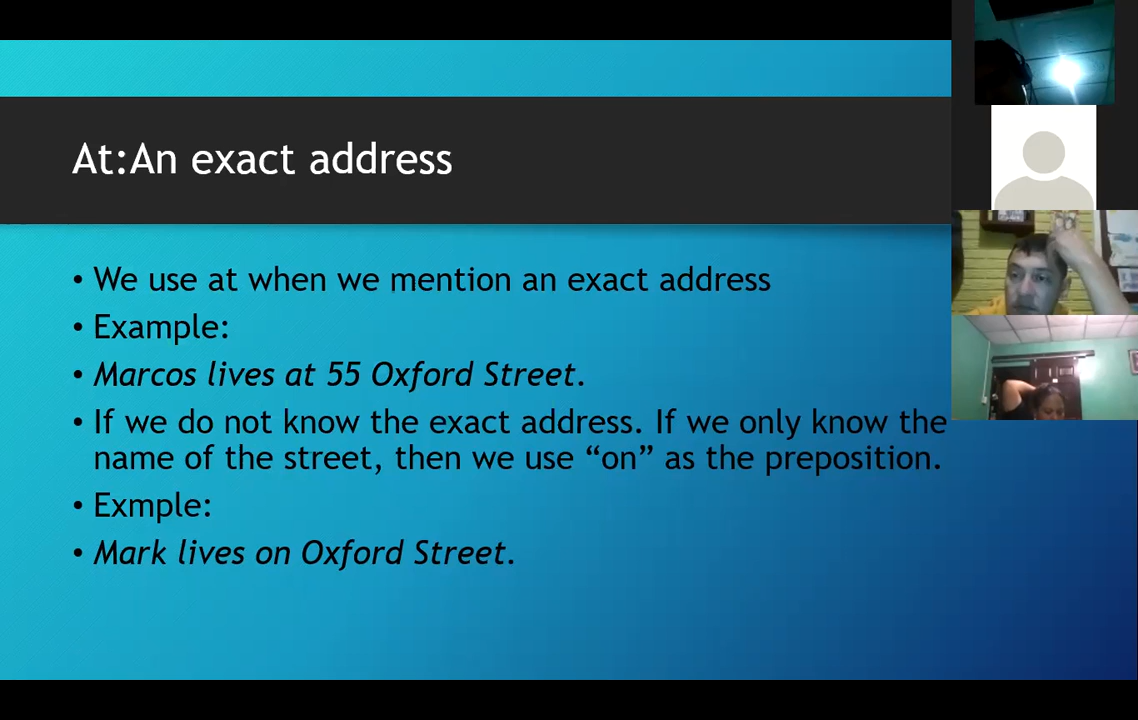 At:An exact address
• We use at when we mention an exact address
• Example:
• Marcos lives at 55 Oxford Street.
• If we do not know the exact address. If we only know the
name of the street, then we use “on” as the preposition.
• Exmple:
• Mark lives on Oxford Street.